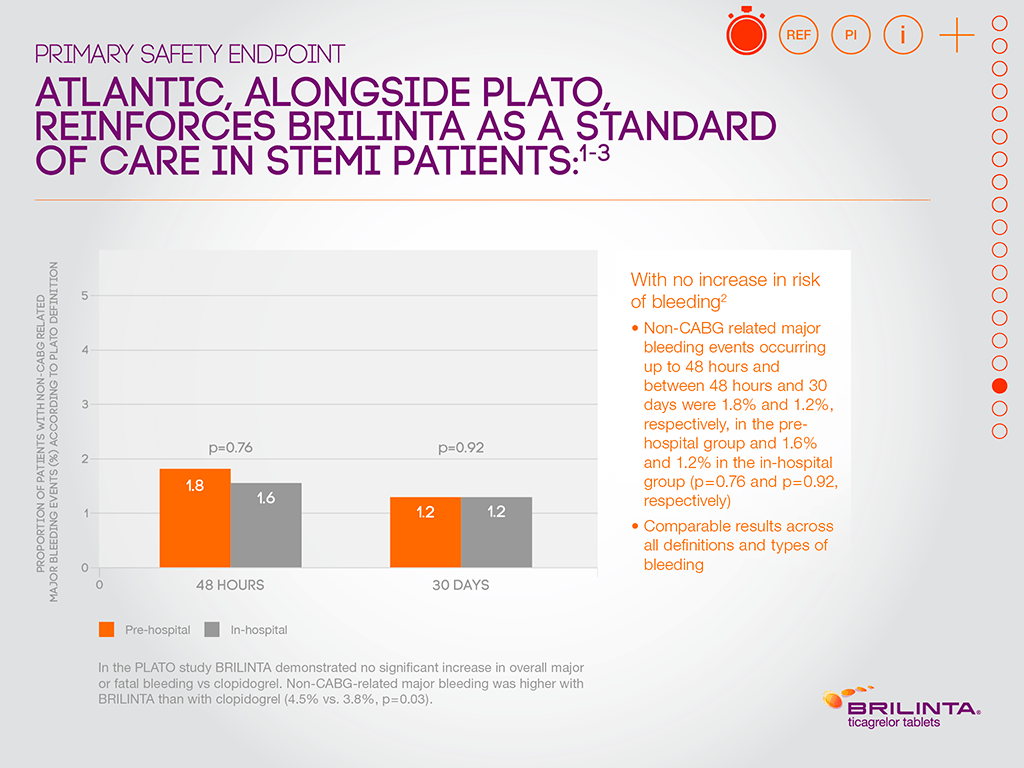 REF
PI
i
PRIMARY SAFETY ENDPOINT
ATLANTIC, ALONGSIDE PLATO,
REINFORCES BRILINTA AS A STANDARD
OF CARE IN STEMI PATIENTS:1-3
PROPORTION OF PATIENTS WITH NON-CABG RELATED
MAJOR BLEEDING EVENTS (%) ACCORDING TO PLATO DEFINITION
5
4
3
2
1
0
p=0.76
p=0.92
1.8
1.6
1.2
1.2
0
48 HOURS
30 DAYS
Pre-hospital
In-hospital
In the PLATO study BRILINTA demonstrated no significant increase in overall major
or fatal bleeding vs clopidogrel. Non-CABG-related major bleeding was higher with
BRILINTA than with clopidogrel (4.5% vs. 3.8%, p=0.03).
With no increase in risk
of bleeding2
• Non-CABG related major
bleeding events occurring
up to 48 hours and
between 48 hours and 30
days were 1.8% and 1.2%,
respectively, in the pre-
hospital group and 1.6%
and 1.2% in the in-hospital
group (p=0.76 and p=0.92,
respectively)
• Comparable results across
all definitions and types of
bleeding
BRILINTA®
ticagrelor tablets